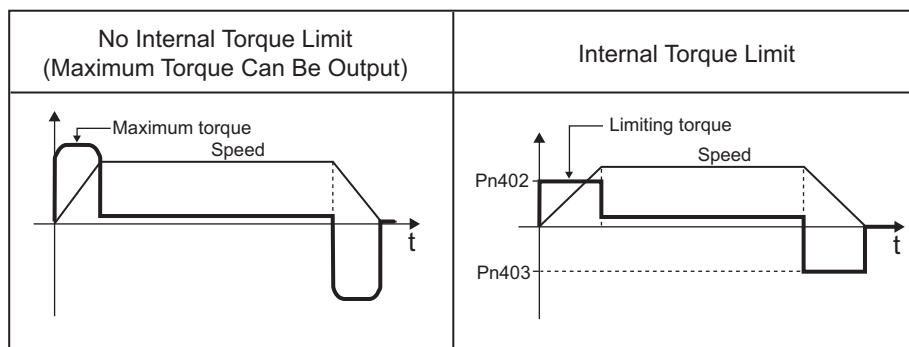 No Internal Torque Limit
(Maximum Torque Can Be Output)
Internal Torque Limit
Maximum torque
Speed
t
Limiting torque
Speed
Pn402
t
Pn403